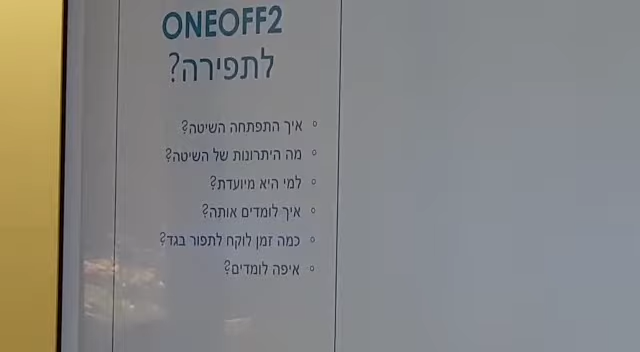 ONEOFF2
לתפירה?
איך התפתחה השיטה?
מה היתרונות של השיטה?
למי היא מיועדת?
איך לומדים אותה?
כמה זמן לוקח לתפור בגד?
איפה לומדים?